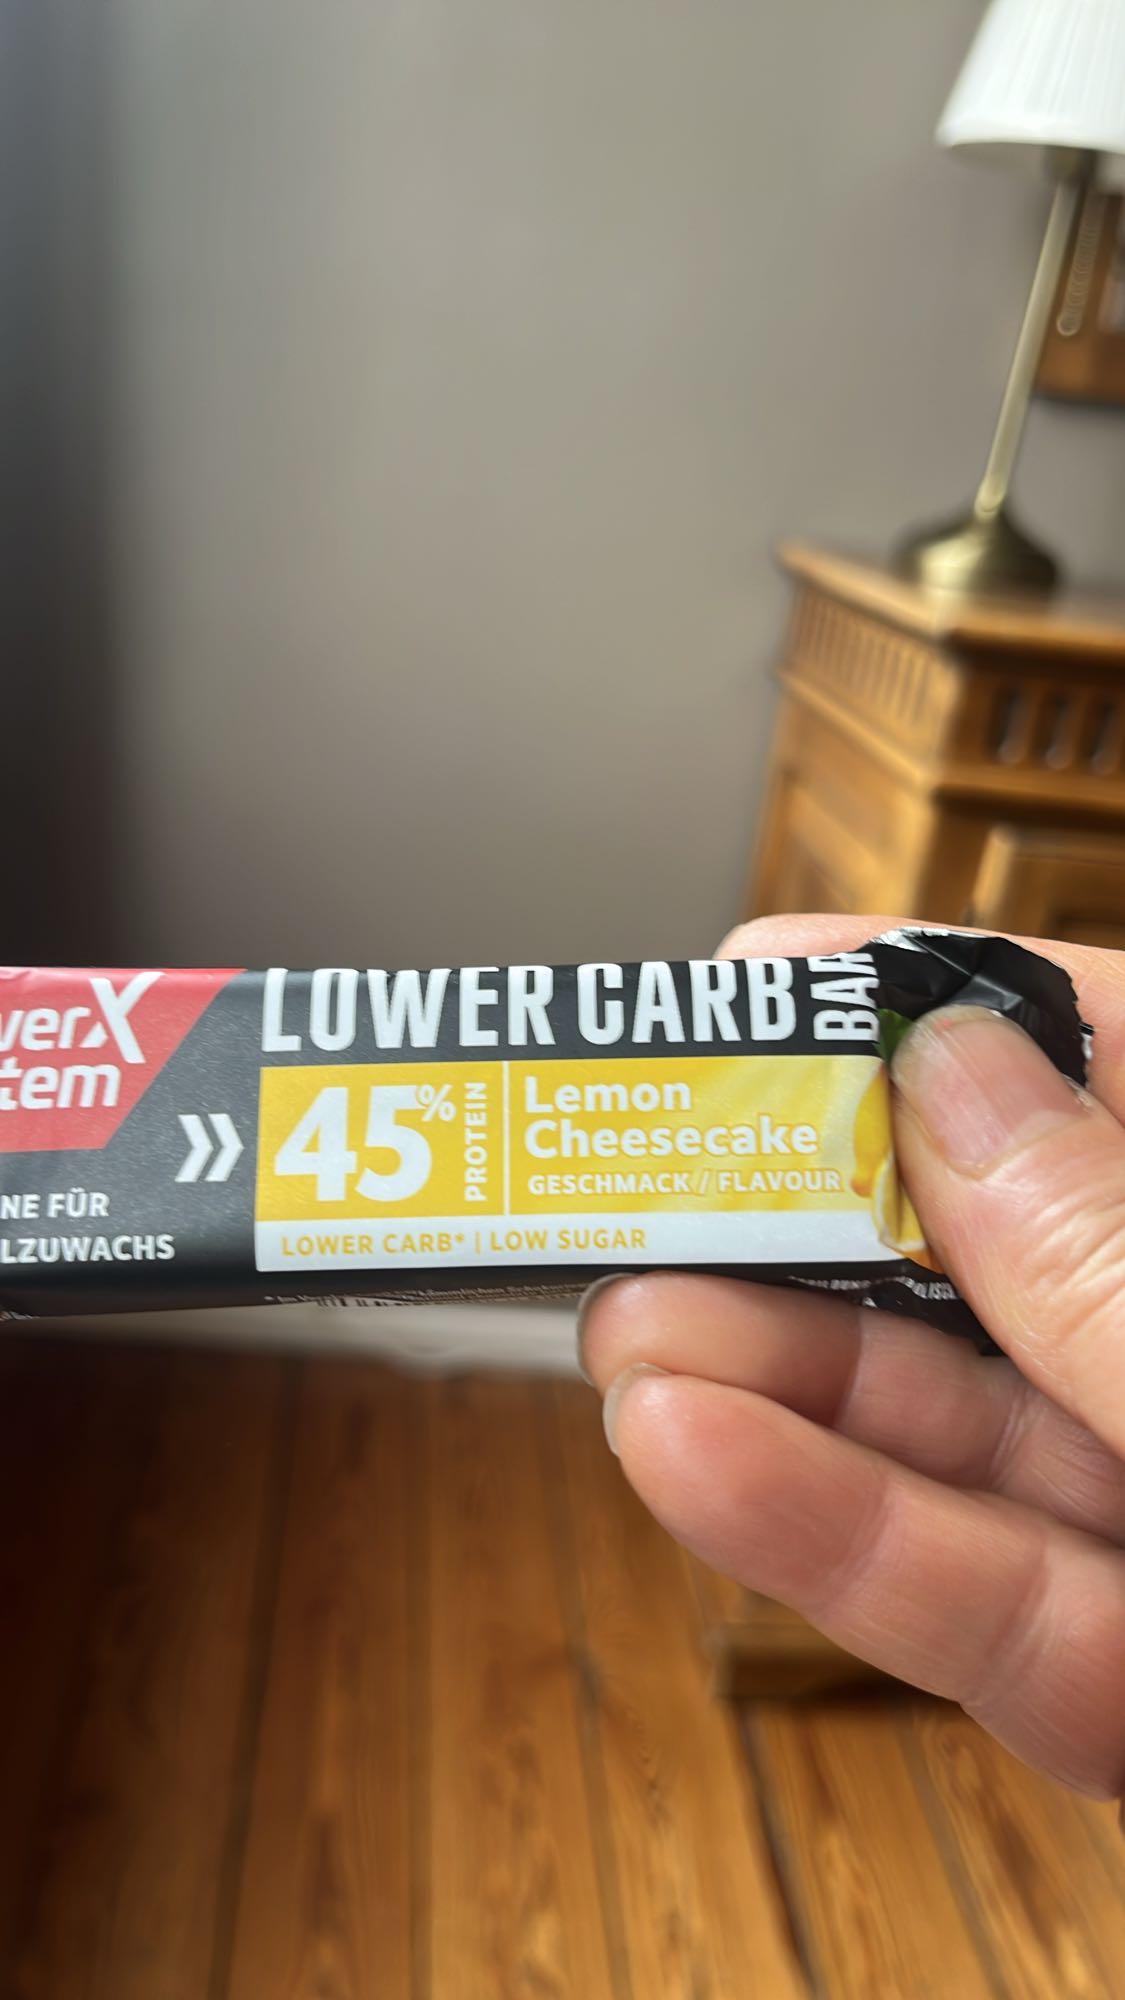 verX
tem
NE FÜR
LZUWACHS
LOWER CARB BAR
45% PROTEIN
Lemon
Cheesecake
GESCHMACK / FLAVOUR
LOWER CARB* | LOW SUGAR